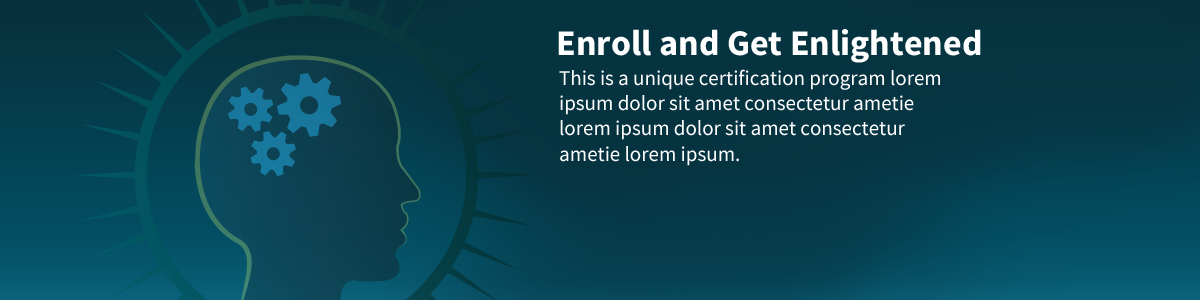 Enroll and Get Enlightened
This is a unique certification program lorem
ipsum dolor sit amet consectetur ametie
lorem ipsum dolor sit amet consectetur
ametie lorem ipsum.